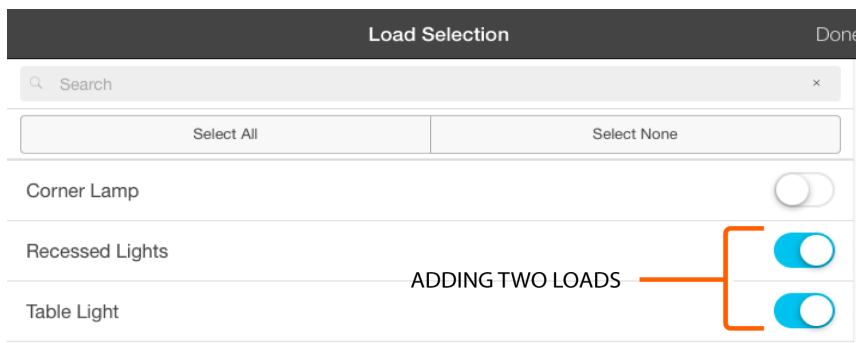 Load Selection
Done
Search ×
Select All
Select None
Corner Lamp
Recessed Lights
ADDING TWO LOADS
Table Light